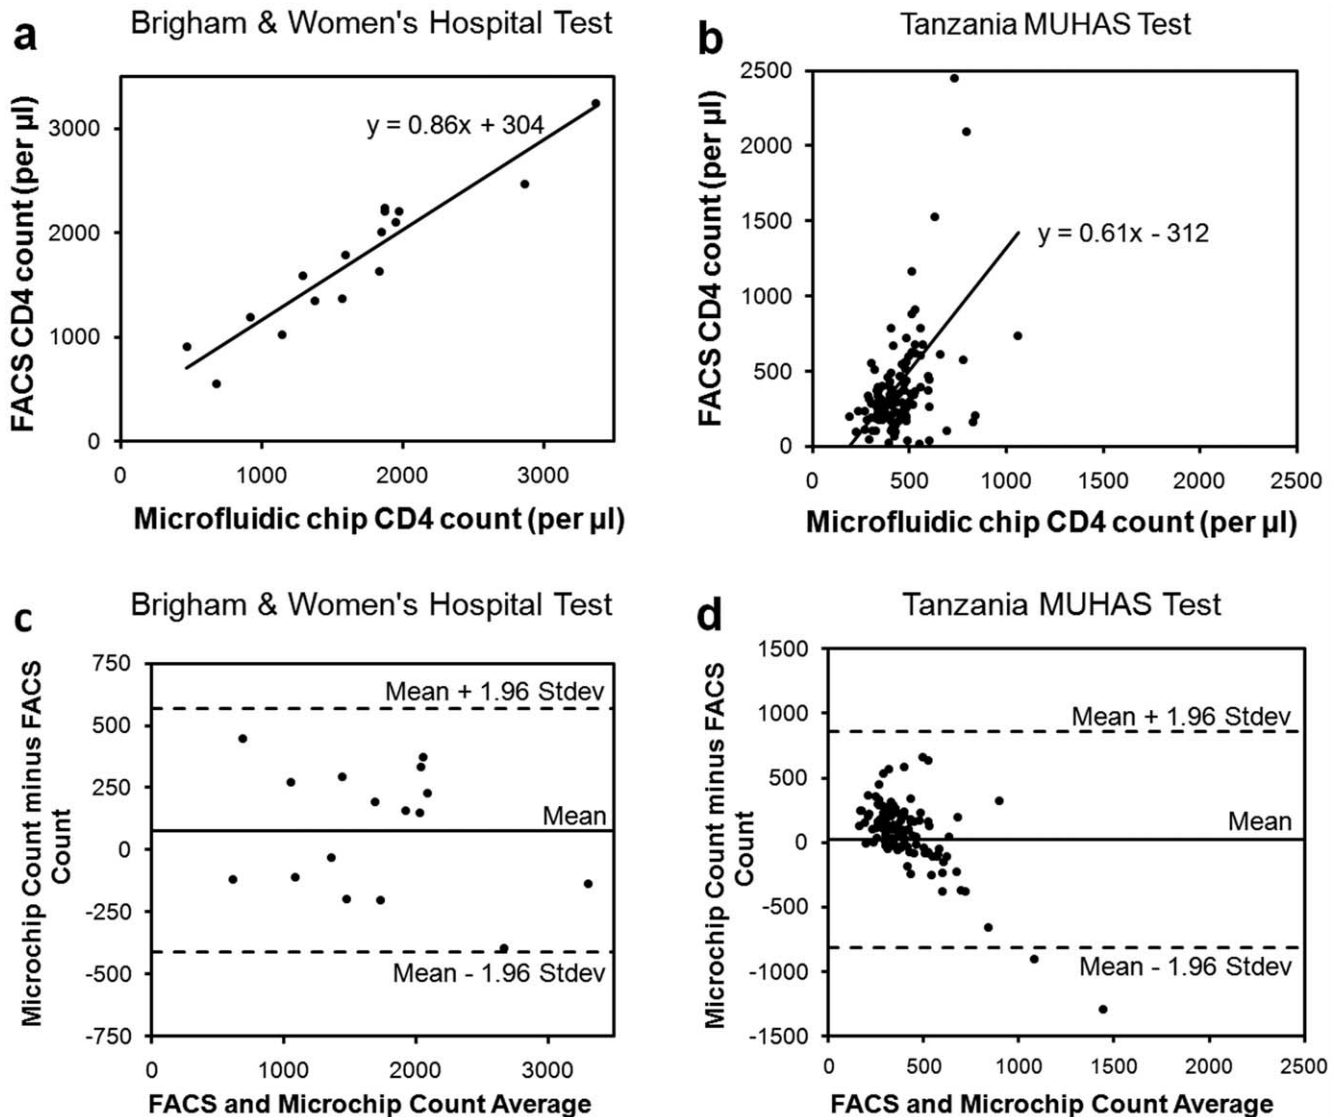 a
Brigham & Women's Hospital Test
FACS CD4 count (per µl)
3000
2000
1000
0
y = 0.86x + 304
0 1000 2000 3000
Microfluidic chip CD4 count (per µl)
b
Tanzania MUHAS Test
FACS CD4 count (per µl)
2500
2000
1500
1000
500
0
y = 0.61x - 312
0 500 1000 1500 2000 2500
Microfluidic chip CD4 count (per µl)
c
Brigham & Women's Hospital Test
Microchip Count minus FACS
Count
750
500
250
0
-250
-500
-750
Mean + 1.96 Stdev
Mean
Mean - 1.96 Stdev
0 1000 2000 3000
FACS and Microchip Count Average
d
Tanzania MUHAS Test
Microchip Count minus FACS
Count
1500
1000
500
0
-500
-1000
-1500
Mean + 1.96 Stdev
Mean
Mean - 1.96 Stdev
0 500 1000 1500 2000 2500
FACS and Microchip Count Average